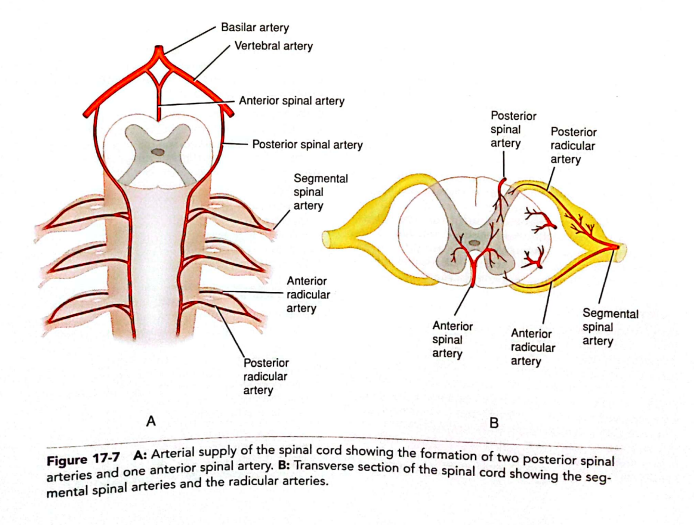 Basilar artery
Vertebral artery
Anterior spinal artery
Posterior spinal artery
Segmental
spinal
artery
Anterior
radicular
artery
Posterior
radicular
artery
A
Posterior
spinal
artery
Posterior
radicular
artery
Anterior
spinal
artery
Anterior
radicular
artery
Segmental
spinal
artery
B
Figure 17-7 A: Arterial supply of the spinal cord showing the formation of two posterior spinal
arteries and one anterior spinal artery. B: Transverse section of the spinal cord showing the seg-
mental spinal arteries and the radicular arteries.